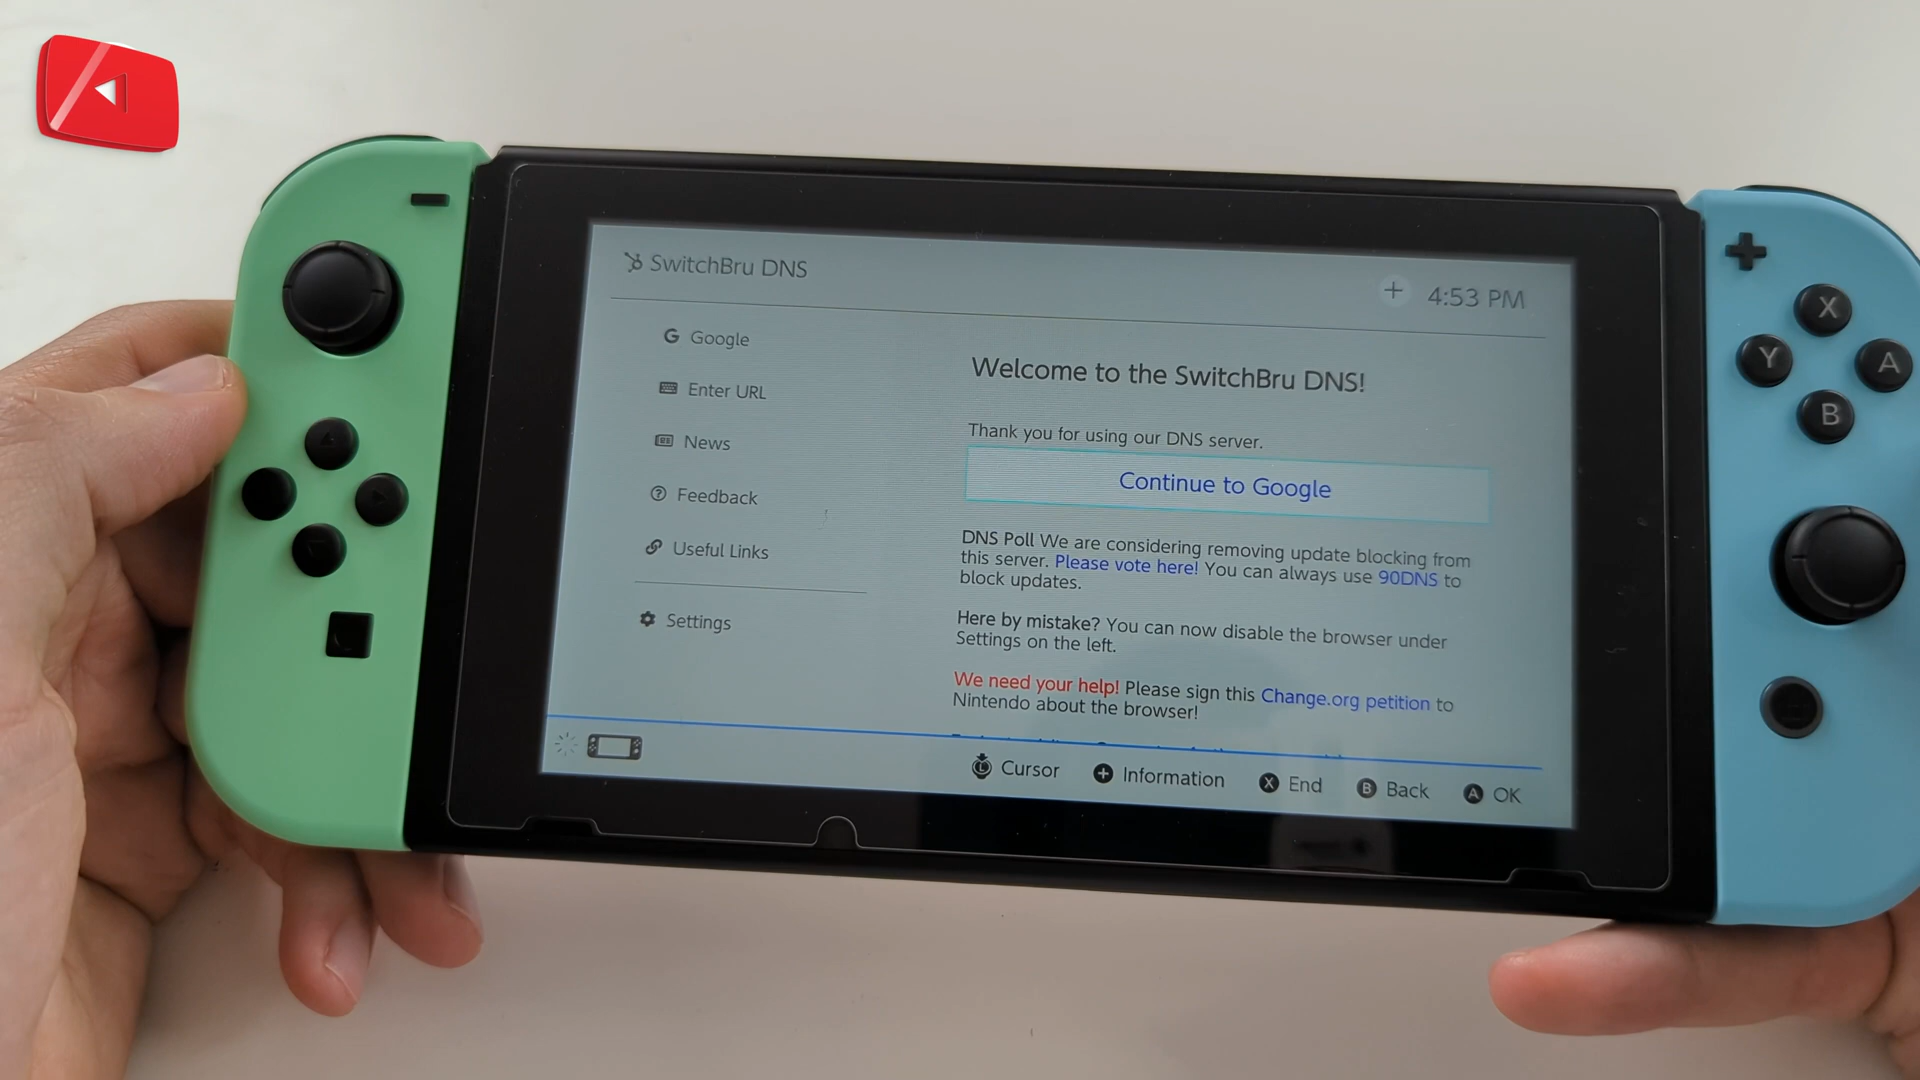 SwitchBru DNS
+ 4:53 PM
Google
Enter URL
News
Feedback
Useful Links
Settings
Welcome to the SwitchBru DNS!
Thank you for using our DNS server.
Continue to Google
DNS Poll We are considering removing update blocking from
this server. Please vote here! You can always use 90DNS to
block updates.
Here by mistake? You can now disable the browser under
Settings on the left.
We need your help! Please sign this Change.org petition to
Nintendo about the browser!
L Cursor + Information X End B Back A OK
X
Y
A
B